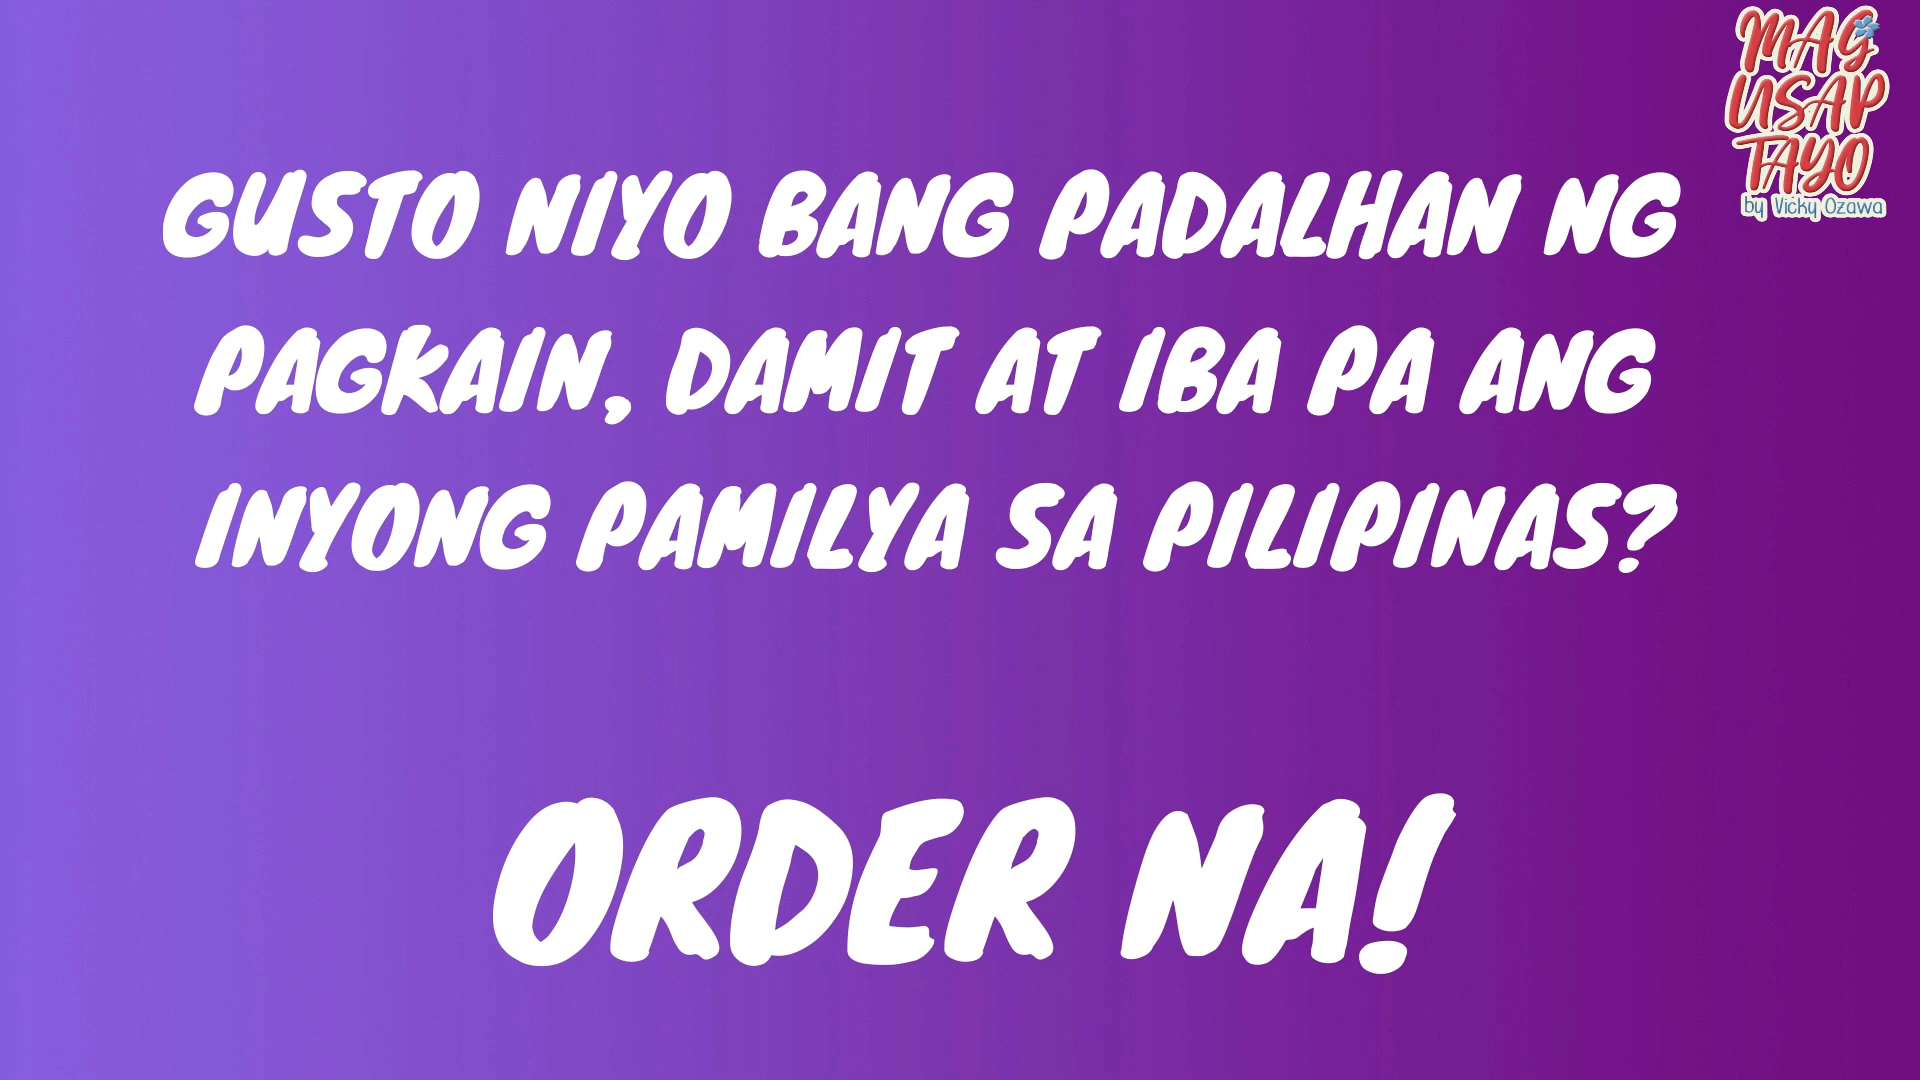 MAG
USAP
TAYO
by Vicky Ozawa
GUSTO NIYO BANG PADALHAN NG
PAGKAIN, DAMIT AT IBA PA ANG
INYONG PAMILYA SA PILIPINAS?
ORDER NA!